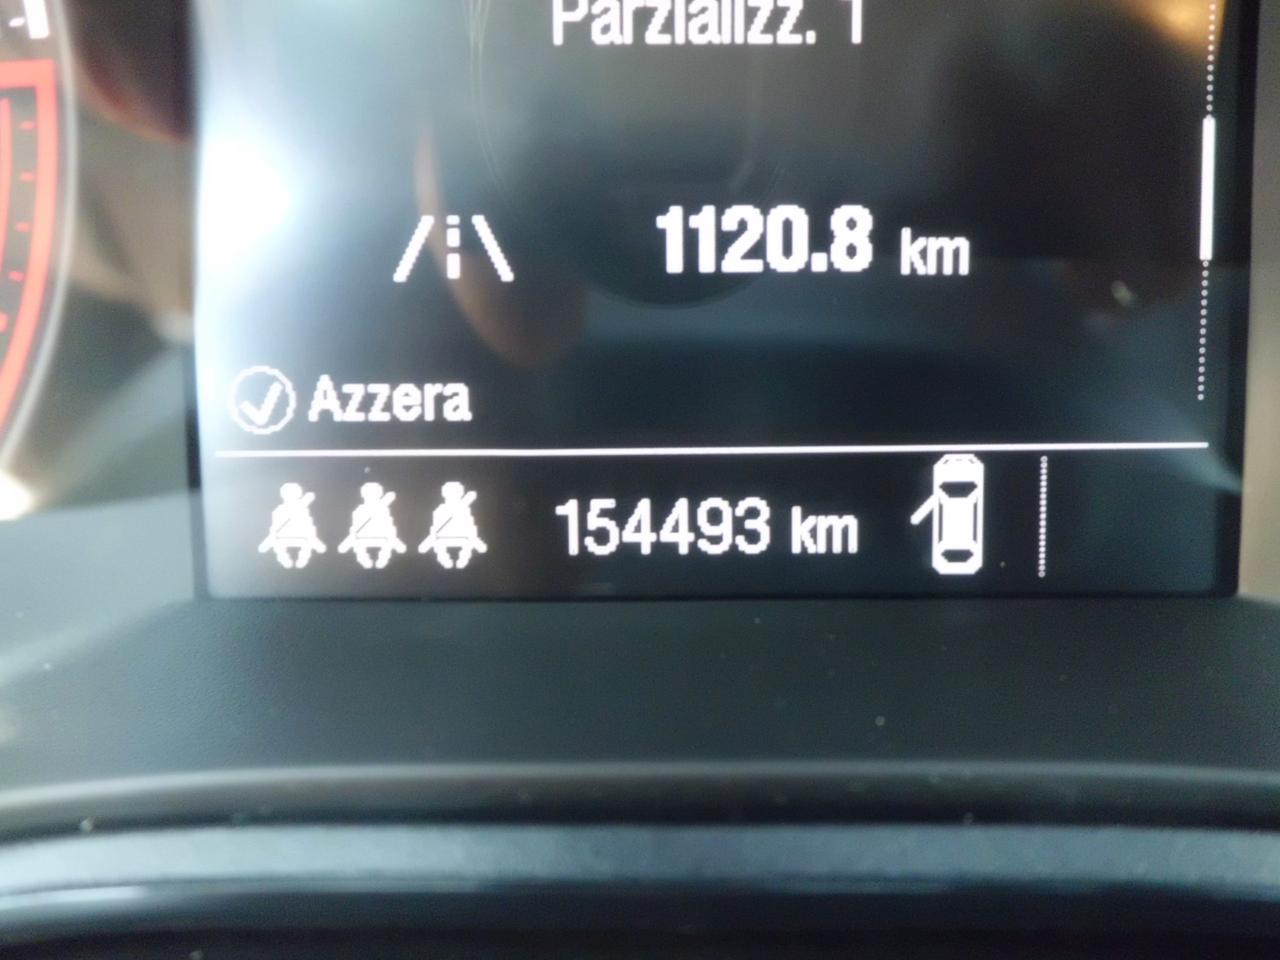 Parzializz. 1
1120.8 km
Azzera
154493 km